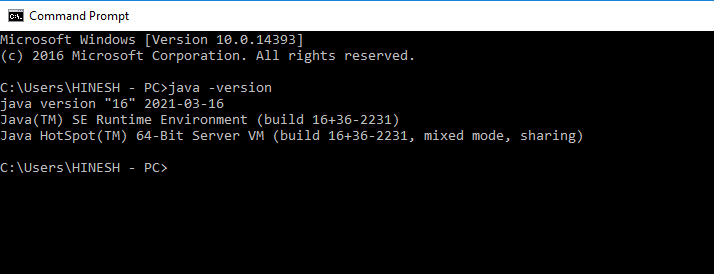 Command Prompt
Microsoft Windows [Version 10.0.14393]
(c) 2016 Microsoft Corporation. All rights reserved.
C:\Users\HINESH - PC>java -version
java version "16" 2021-03-16
Java(TM) SE Runtime Environment (build 16+36-2231)
Java HotSpot(TM) 64-Bit Server VM (build 16+36-2231, mixed mode, sharing)
C:\Users\HINESH - PC>